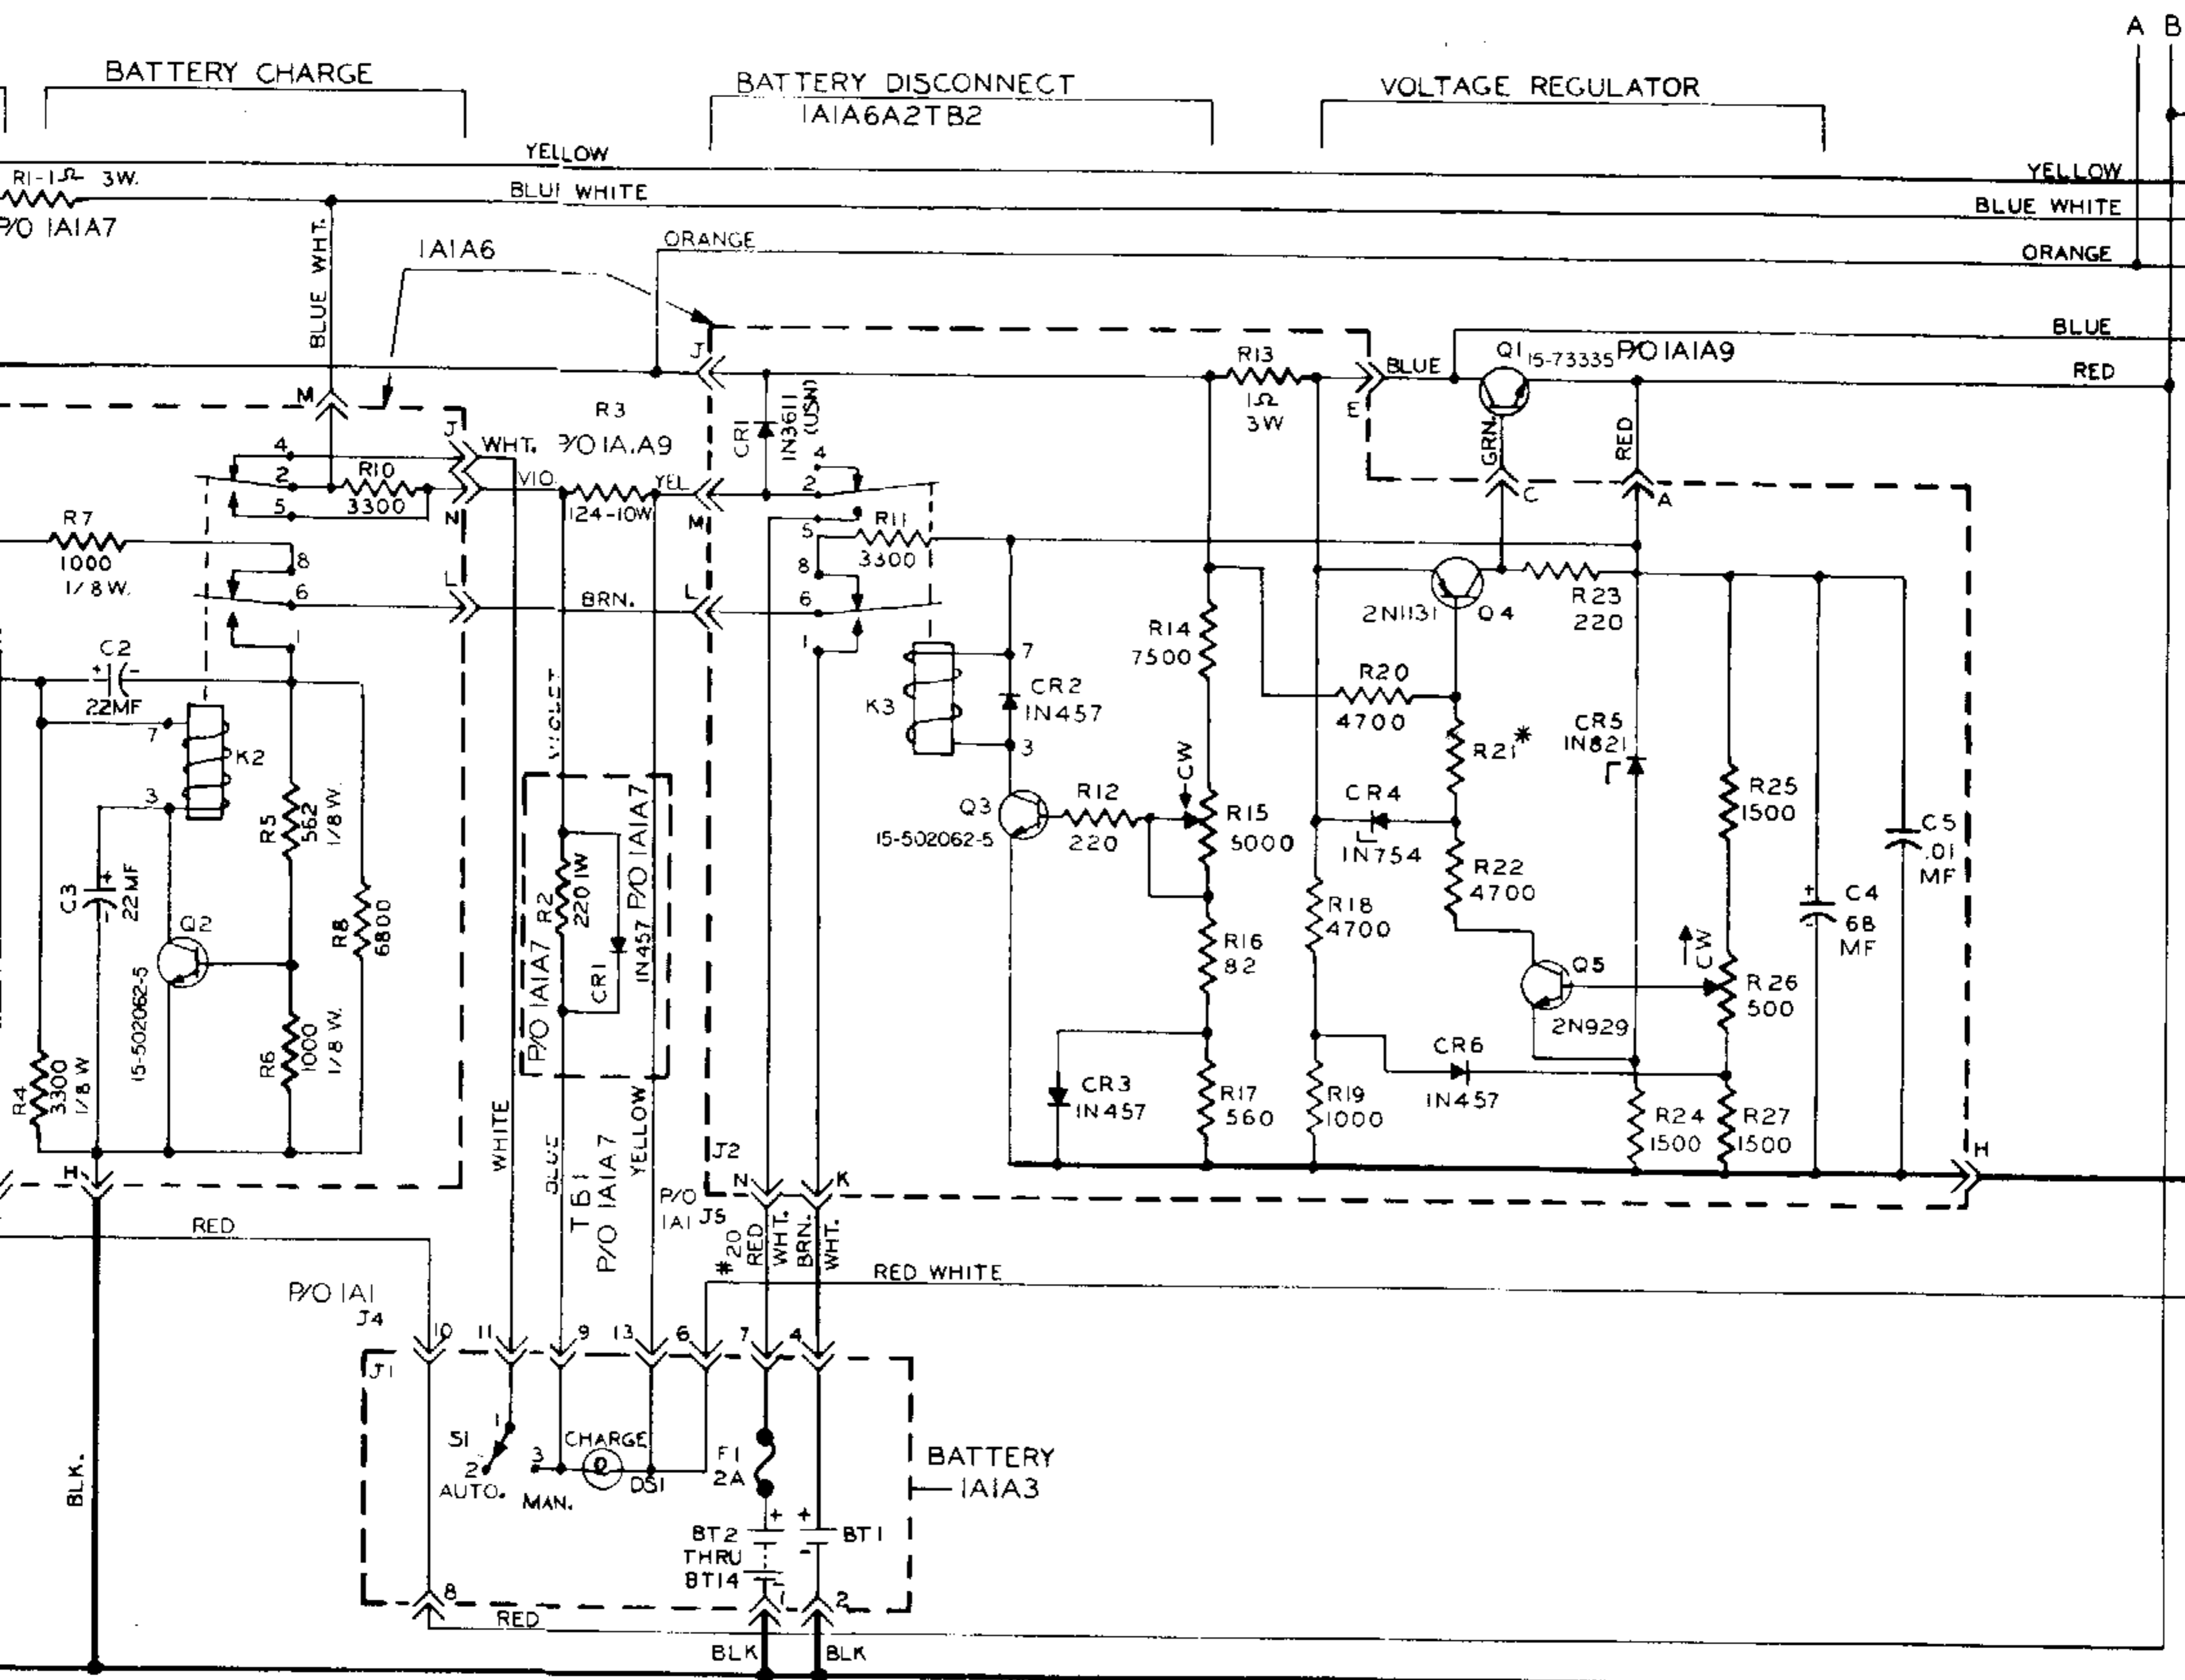 A B
BATTERY CHARGE
BATTERY DISCONNECT
1A1A6A2TB2
VOLTAGE REGULATOR
YELLOW
YELLOW
R1-1Ω 3W.
P/O 1A1A7
BLUE WHITE
BLUE WHITE
BLUE WHT.
1A1A6
ORANGE
ORANGE
BLUE
RED
J
R13
1Ω
3W
E
BLUE
Q1
15-73335
P/O 1A1A9
M
J
WHT.
R3
P/O 1A1A9
CR1
1N3611
(USN)
GRN.
RED
4
2
5
R10
3300
VIO.
N
124-10W
YEL
M
4
2
5
C
A
R7
1000
1/8W.
8
6
1
L
BRN.
L
8
6
1
R11
3300
2N1131
Q4
R23
220
C2
+ -
22MF
7
K2
3
R5
562
1/8W.
VIOLET
K3
7
CR2
1N457
3
R14
7500
R20
4700
R21*
CR5
1N821
R25
1500
C5
.01
MF
C3
+
22MF
-
Q2
15-502062-5
R8
6800
R6
1000
1/8W.
R4
3300
1/8W
R2
220 1W
P/O 1A1A7
CR1
1N457
P/O 1A1A7
Q3
15-502062-5
R12
220
CW
R15
5000
CR4
1N754
R22
4700
R16
82
R18
4700
Q5
2N929
CW
R26
500
+
C4
68
MF
CR3
1N457
R17
560
R19
1000
CR6
1N457
R24
1500
R27
1500
H
H
WHITE
BLUE
TB1
P/O 1A1A7
YELLOW
P/O
1A1
J2
J5
N
K
RED
*20
RED
WHT.
BRN.
WHT.
RED WHITE
P/O 1A1
J4
10
11
9
13
6
7
4
J1
BLK.
S1
1
2
AUTO.
3
MAN.
CHARGE
DS1
F1
2A
BATTERY
1A1A3
BT2
THRU
BT14
+
-
+
-
BT1
8
1
2
RED
BLK
BLK